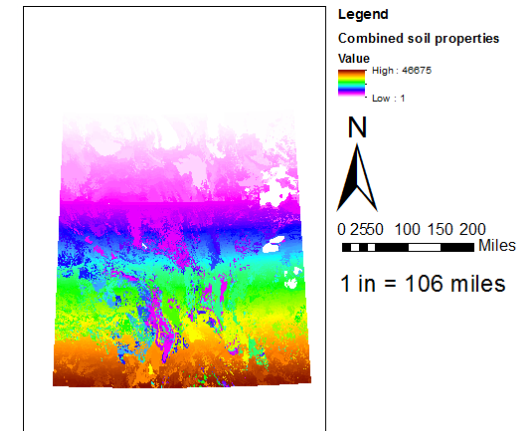 Legend
Combined soil properties
Value
High : 46675
Low : 1
N
0 2550 100 150 200
Miles
1 in = 106 miles